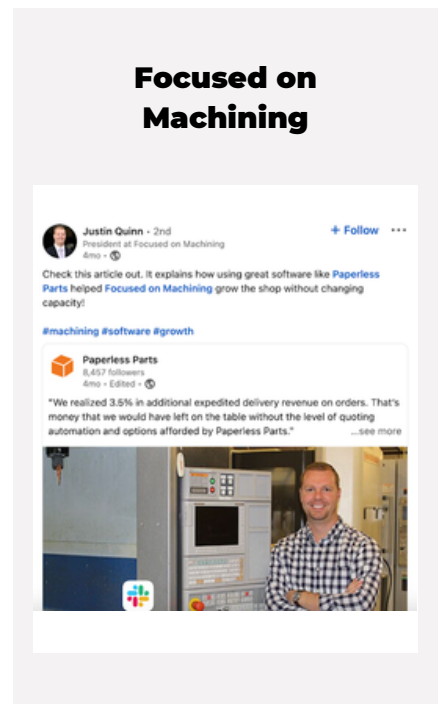 Focused on
Machining
Justin Quinn • 2nd
+ Follow
President at Focused on Machining
4mo •
Check this article out. It explains how using great software like Paperless
Parts helped Focused on Machining grow the shop without changing
capacity!
#machining #software #growth
Paperless Parts
8,457 followers
4mo • Edited •
"We realized 3.5% in additional expedited delivery revenue on orders. That's
money that we would have left on the table without the level of quoting
automation and options afforded by Paperless Parts."
...see more